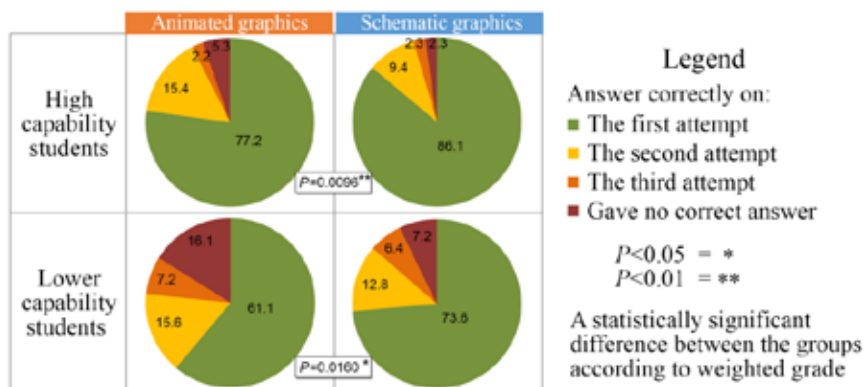 Animated graphics
Schematic graphics
High
capability
students
5.3
2.2
15.4
77.2
2.3
2.3
9.4
86.1
P=0.0096**
Lower
capability
students
16.1
7.2
15.6
61.1
7.2
6.4
12.8
73.6
P=0.0160 *
Legend
Answer correctly on:
The first attempt
The second attempt
The third attempt
Gave no correct answer
P<0.05 = *
P<0.01 = **
A statistically significant
difference between the groups
according to weighted grade